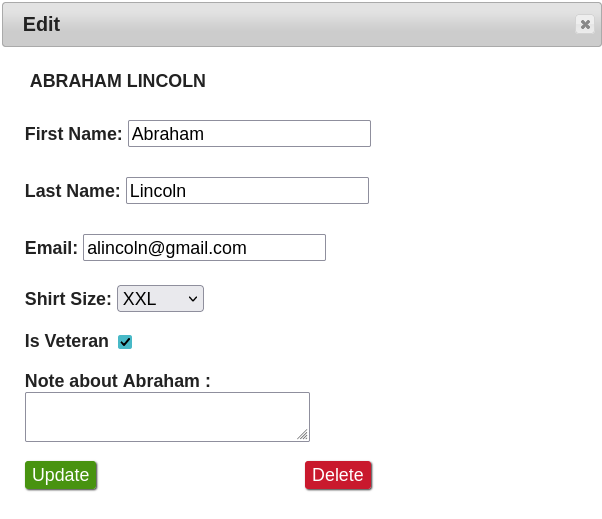 Edit
ABRAHAM LINCOLN
First Name: Abraham
Last Name: Lincoln
Email: alincoln@gmail.com
Shirt Size: XXL
Is Veteran
Note about Abraham :
Update Delete